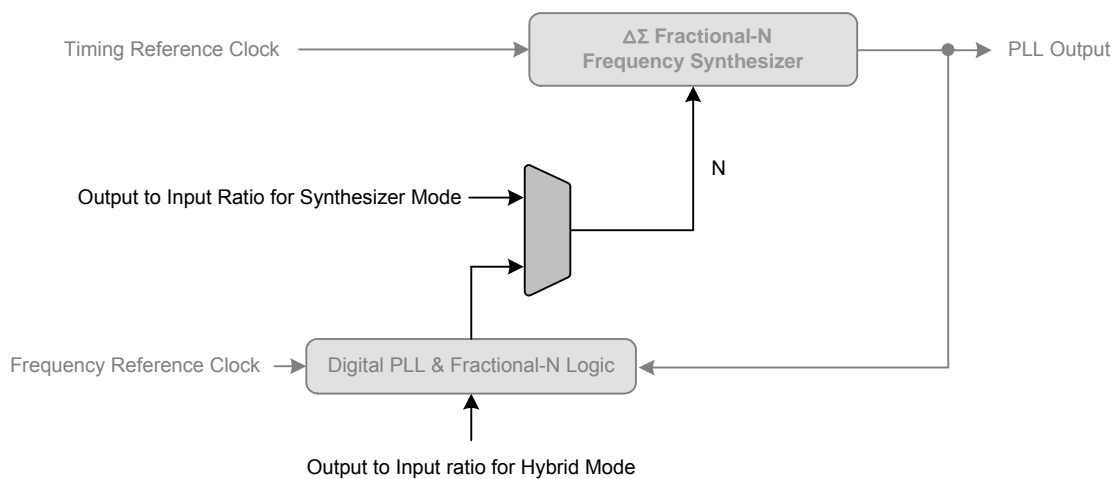 Timing Reference Clock
ΔΣ Fractional-N
Frequency Synthesizer
PLL Output
N
Output to Input Ratio for Synthesizer Mode
Frequency Reference Clock
Digital PLL & Fractional-N Logic
Output to Input ratio for Hybrid Mode